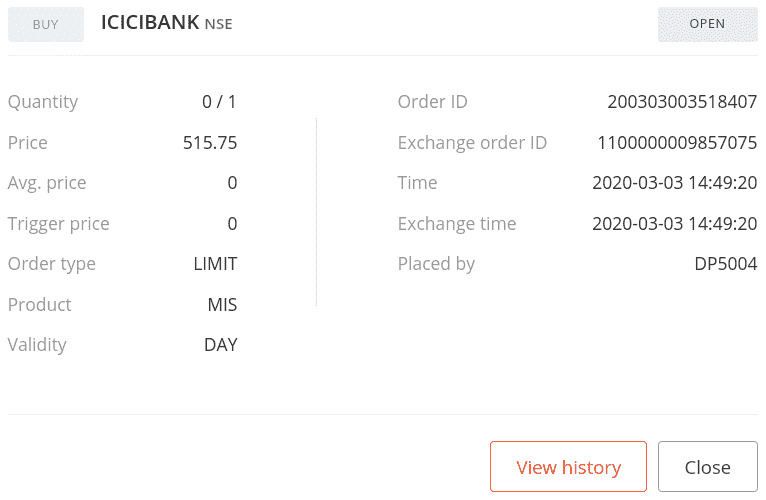 BUY ICICIBANK NSE OPEN
Quantity 0 / 1
Price 515.75
Avg. price 0
Trigger price 0
Order type LIMIT
Product MIS
Validity DAY
Order ID 200303003518407
Exchange order ID 1100000009857075
Time 2020-03-03 14:49:20
Exchange time 2020-03-03 14:49:20
Placed by DP5004
View history Close